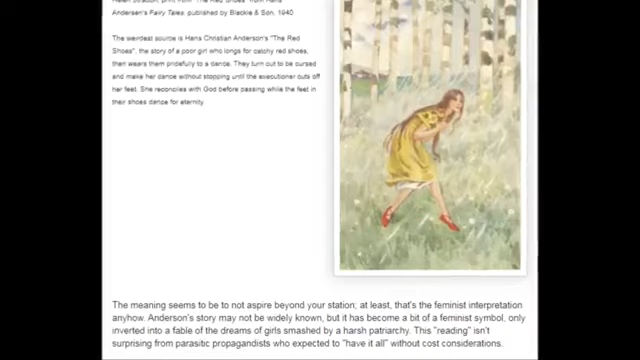 Helen Stratton, print from "The Red Shoes" from Hans
Andersen's Fairy Tales, published by Blackie & Son, 1940
The weirdest source is Hans Christian Anderson's "The Red
Shoes", the story of a poor girl who longs for catchy red shoes,
then wears them pridefully to a dance. They turn out to be cursed
and make her dance without stopping until the executioner cuts off
her feet. She reconciles with God before passing while the feet in
their shoes dance for eternity.
The meaning seems to be to not aspire beyond your station; at least, that's the feminist interpretation
anyhow. Anderson's story may not be widely known, but it has become a bit of a feminist symbol, only
inverted into a fable of the dreams of girls smashed by a harsh patriarchy. This "reading" isn't
surprising from parasitic propagandists who expected to "have it all" without cost considerations.